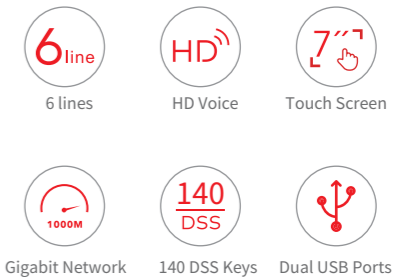 6line
HD
7"
6 lines
HD Voice
Touch Screen
1000M
140
DSS
Gigabit Network
140 DSS Keys
Dual USB Ports